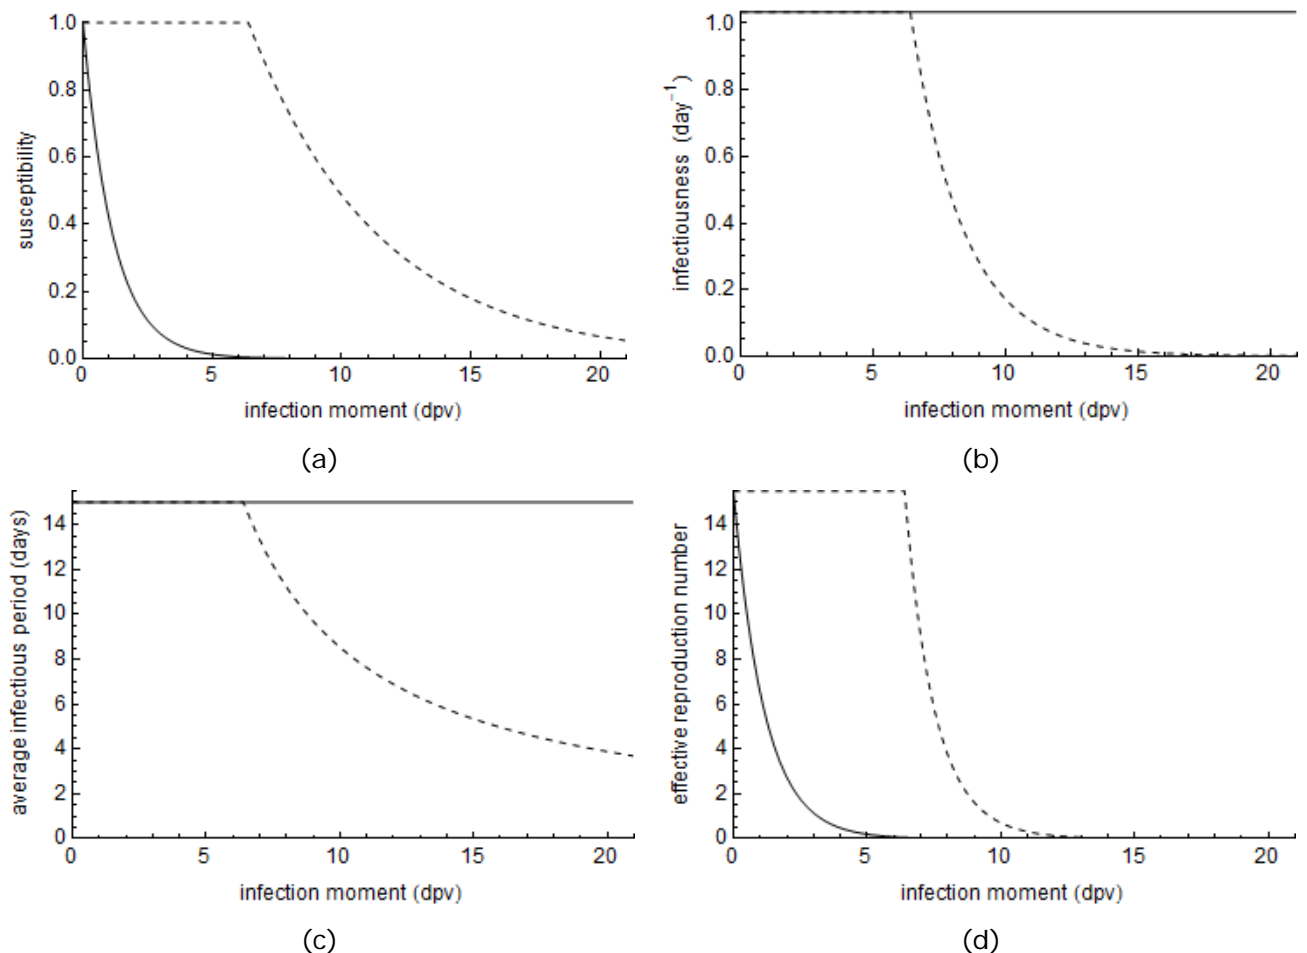 1.0
0.8
0.6
0.4
0.2
0.0
susceptibility
0 5 10 15 20
infection moment (dpv)
(a)
1.0
0.8
0.6
0.4
0.2
0.0
infectiousness (day⁻¹)
0 5 10 15 20
infection moment (dpv)
(b)
14
12
10
8
6
4
2
0
average infectious period (days)
0 5 10 15 20
infection moment (dpv)
(c)
14
12
10
8
6
4
2
0
effective reproduction number
0 5 10 15 20
infection moment (dpv)
(d)